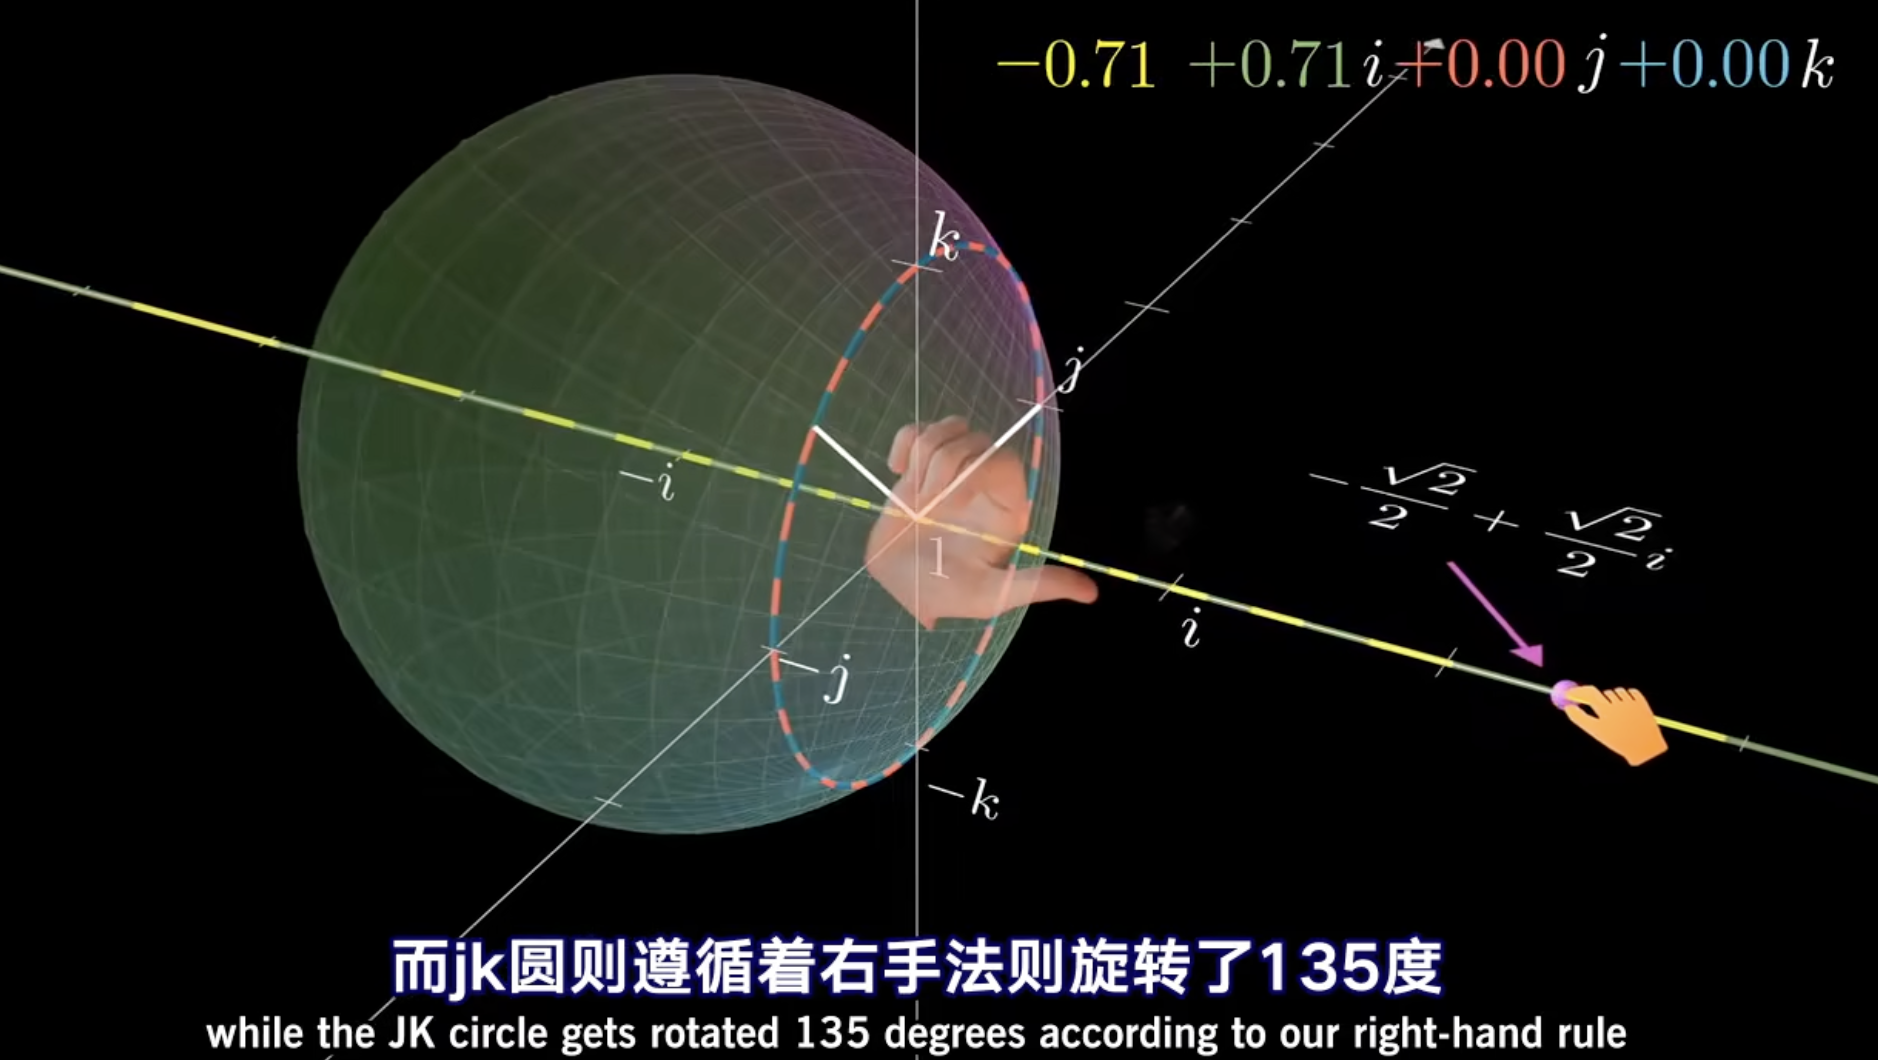 −0.71 +0.71i+0.00j+0.00k
k
j
−i
−√2/2 + √2/2 i
1
i
−j
−k
而jk圆则遵循着右手法则旋转了135度
while the JK circle gets rotated 135 degrees according to our right-hand rule